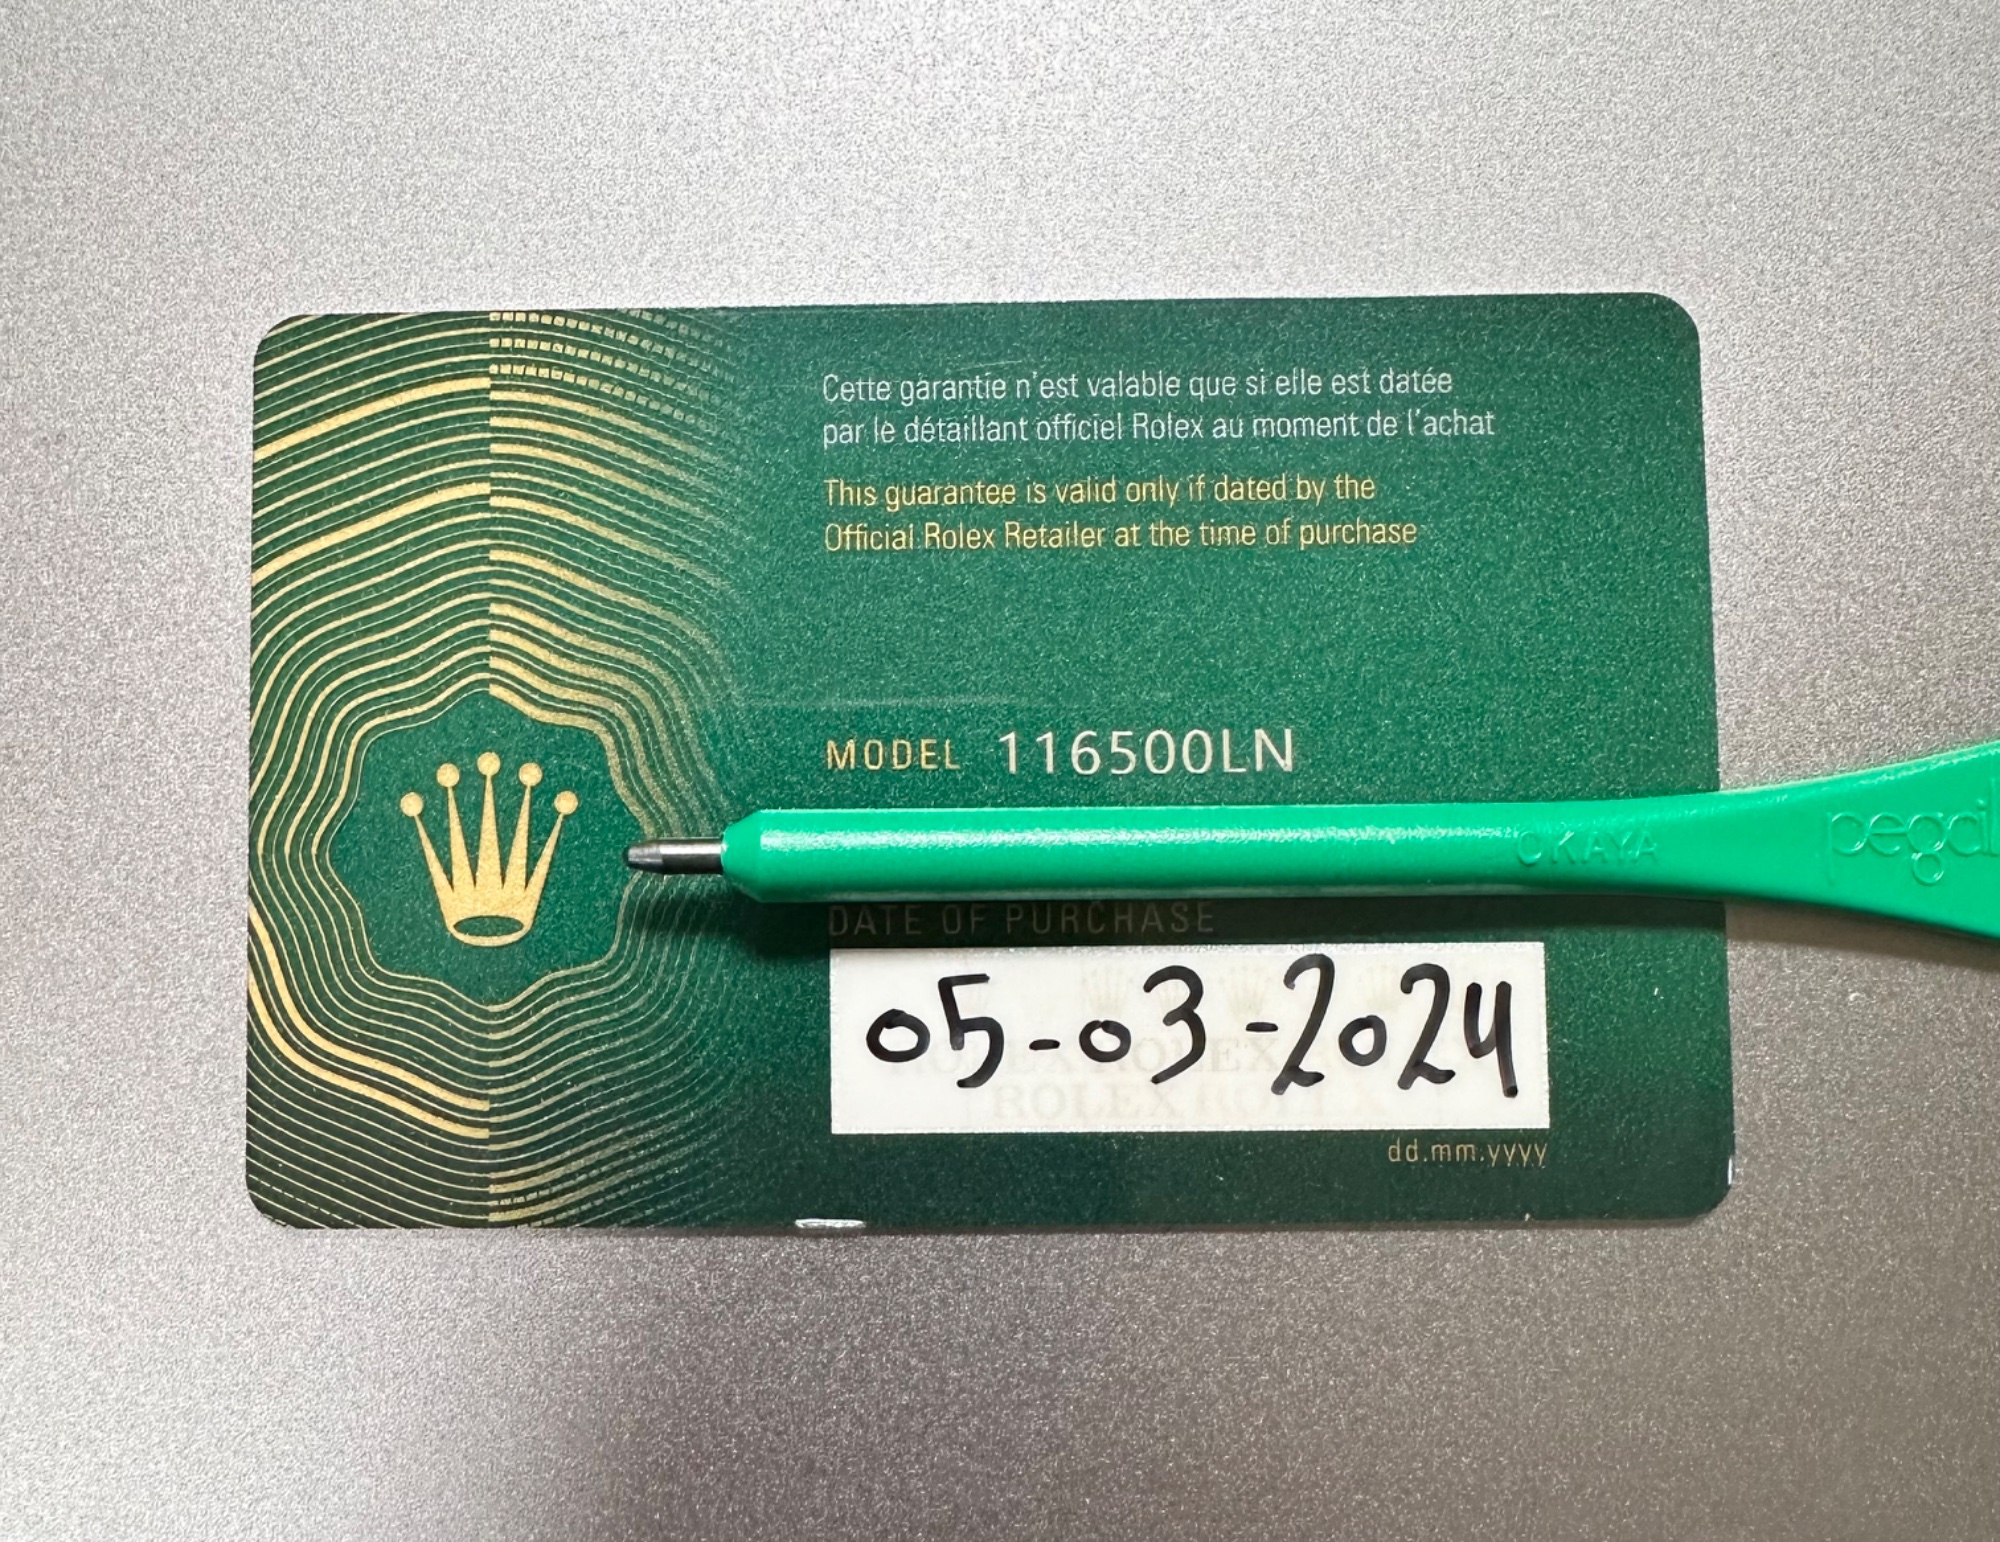 Cette garantie n'est valable que si elle est datée
par le détaillant officiel Rolex au moment de l'achat
This guarantee is valid only if dated by the
Official Rolex Retailer at the time of purchase
MODEL 116500LN
OKAYA
DATE OF PURCHASE
05-03-2024
ROLEX ROLEX
dd.mm.yyyy